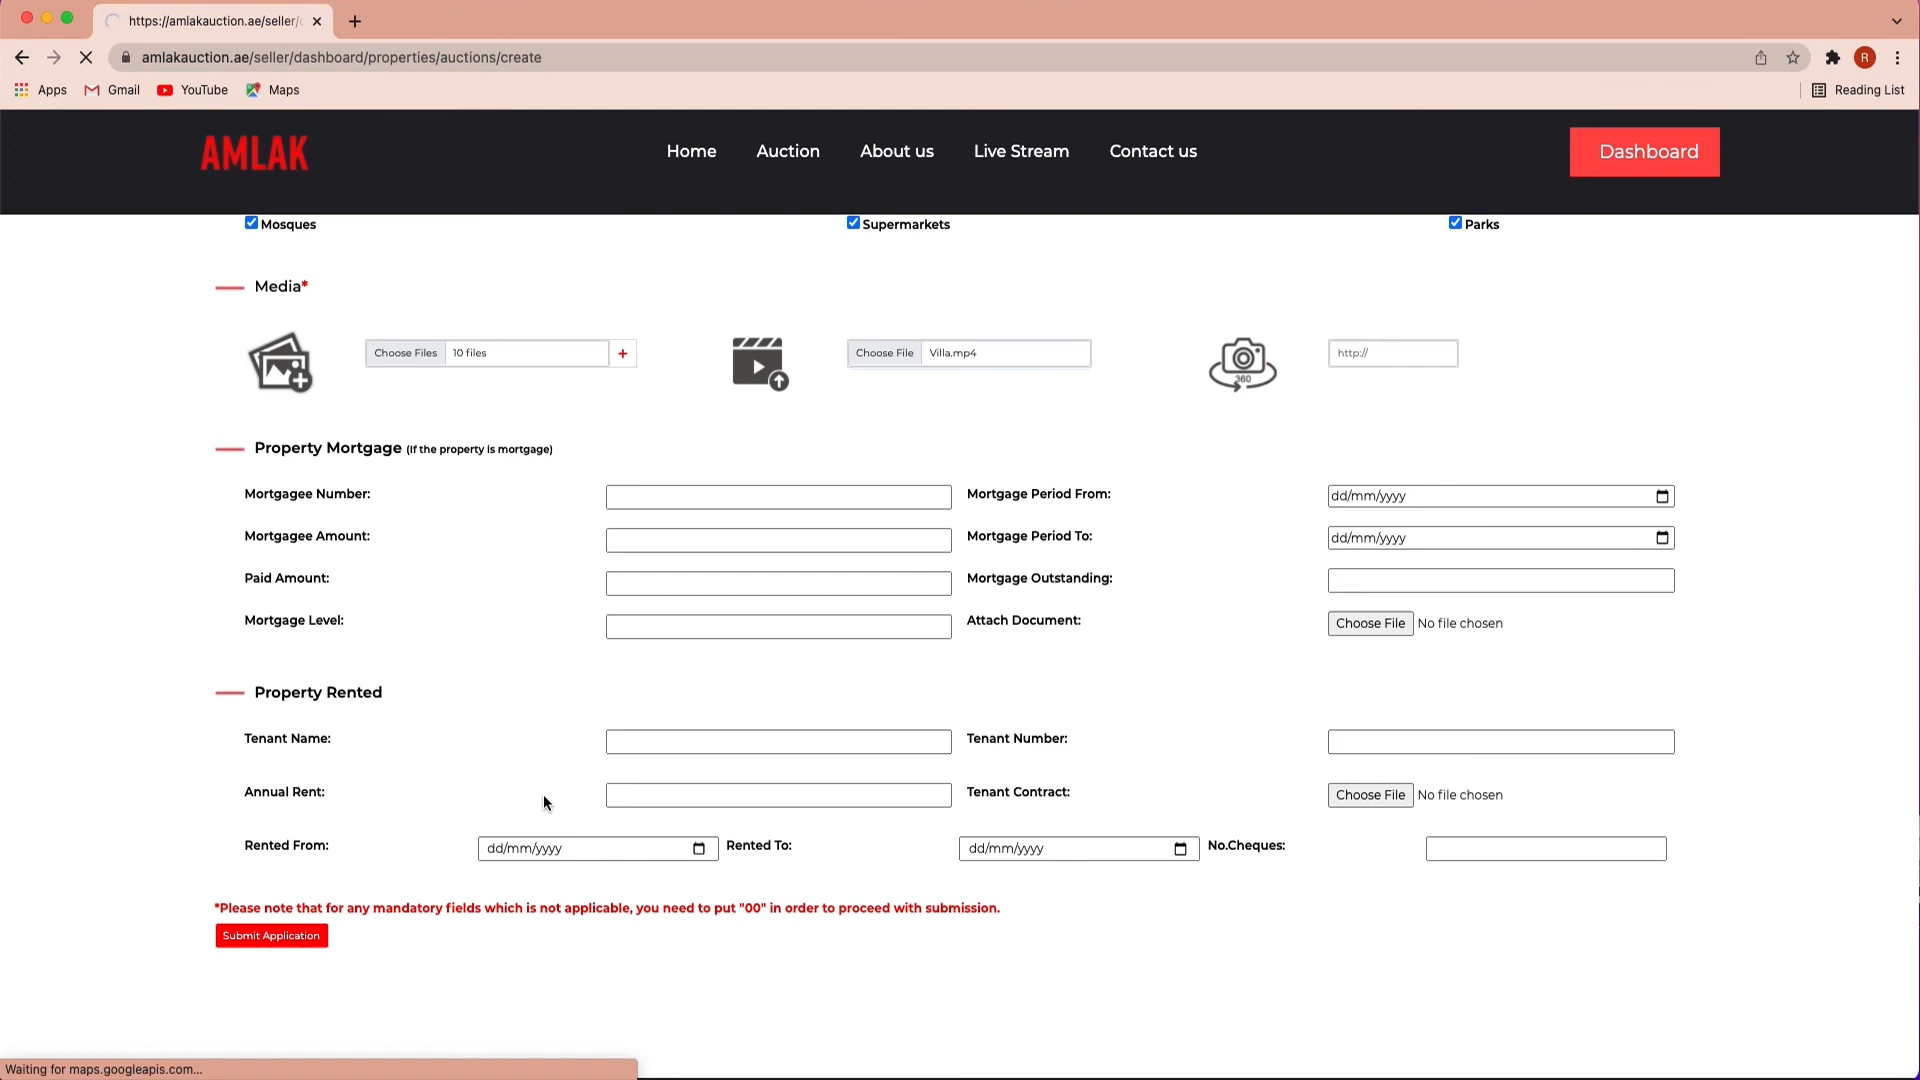 https://amlakauction.ae/seller/
amlakauction.ae/seller/dashboard/properties/auctions/create
R
Apps Gmail YouTube Maps Reading List
AMLAK Home Auction About us Live Stream Contact us Dashboard
Mosques Supermarkets Parks
Media*
Choose Files 10 files + Choose File Villa.mp4 360 http://
Property Mortgage (If the property is mortgage)
Mortgagee Number: Mortgage Period From: dd/mm/yyyy
Mortgagee Amount: Mortgage Period To: dd/mm/yyyy
Paid Amount: Mortgage Outstanding:
Mortgage Level: Attach Document: Choose File No file chosen
Property Rented
Tenant Name: Tenant Number:
Annual Rent: Tenant Contract: Choose File No file chosen
Rented From: dd/mm/yyyy Rented To: dd/mm/yyyy No.Cheques:
*Please note that for any mandatory fields which is not applicable, you need to put "00" in order to proceed with submission.
Submit Application
Waiting for maps.googleapis.com...